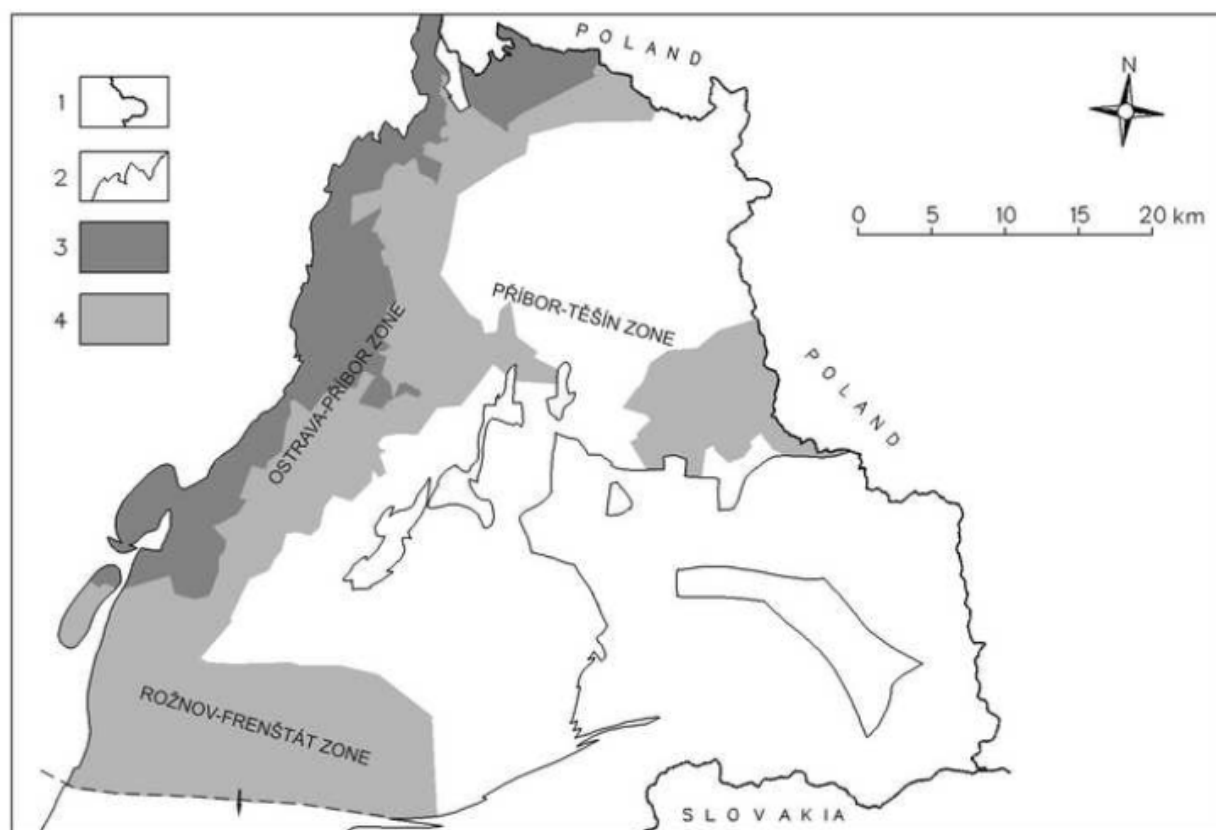 POLAND
N
1
2
3
4
0 5 10 15 20 km
PŘÍBOR-TĚŠÍN ZONE
OSTRAVA-PŘÍBOR ZONE
POLAND
ROŽNOV-FRENŠTÁT ZONE
SLOVAKIA